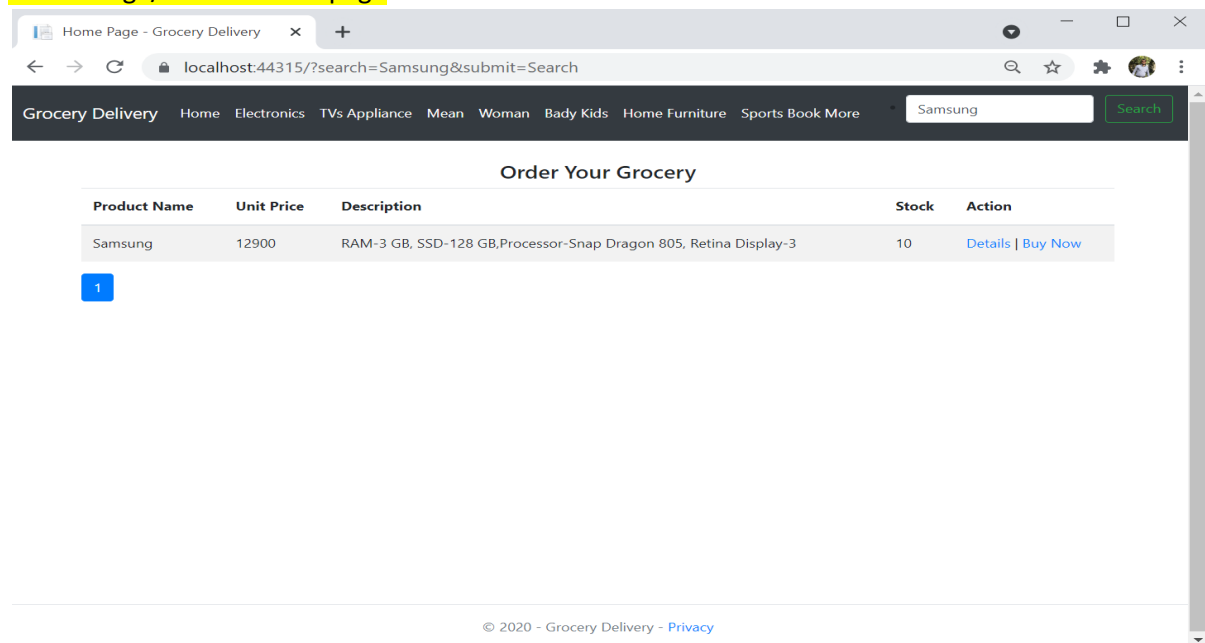 Home Page - Grocery Delivery
localhost:44315/?search=Samsung&submit=Search
Grocery Delivery Home Electronics TVs Appliance Mean Woman Bady Kids Home Furniture Sports Book More Samsung Search
Order Your Grocery
Product Name Unit Price Description Stock Action
Samsung 12900 RAM-3 GB, SSD-128 GB,Processor-Snap Dragon 805, Retina Display-3 10 Details | Buy Now
1
© 2020 - Grocery Delivery - Privacy